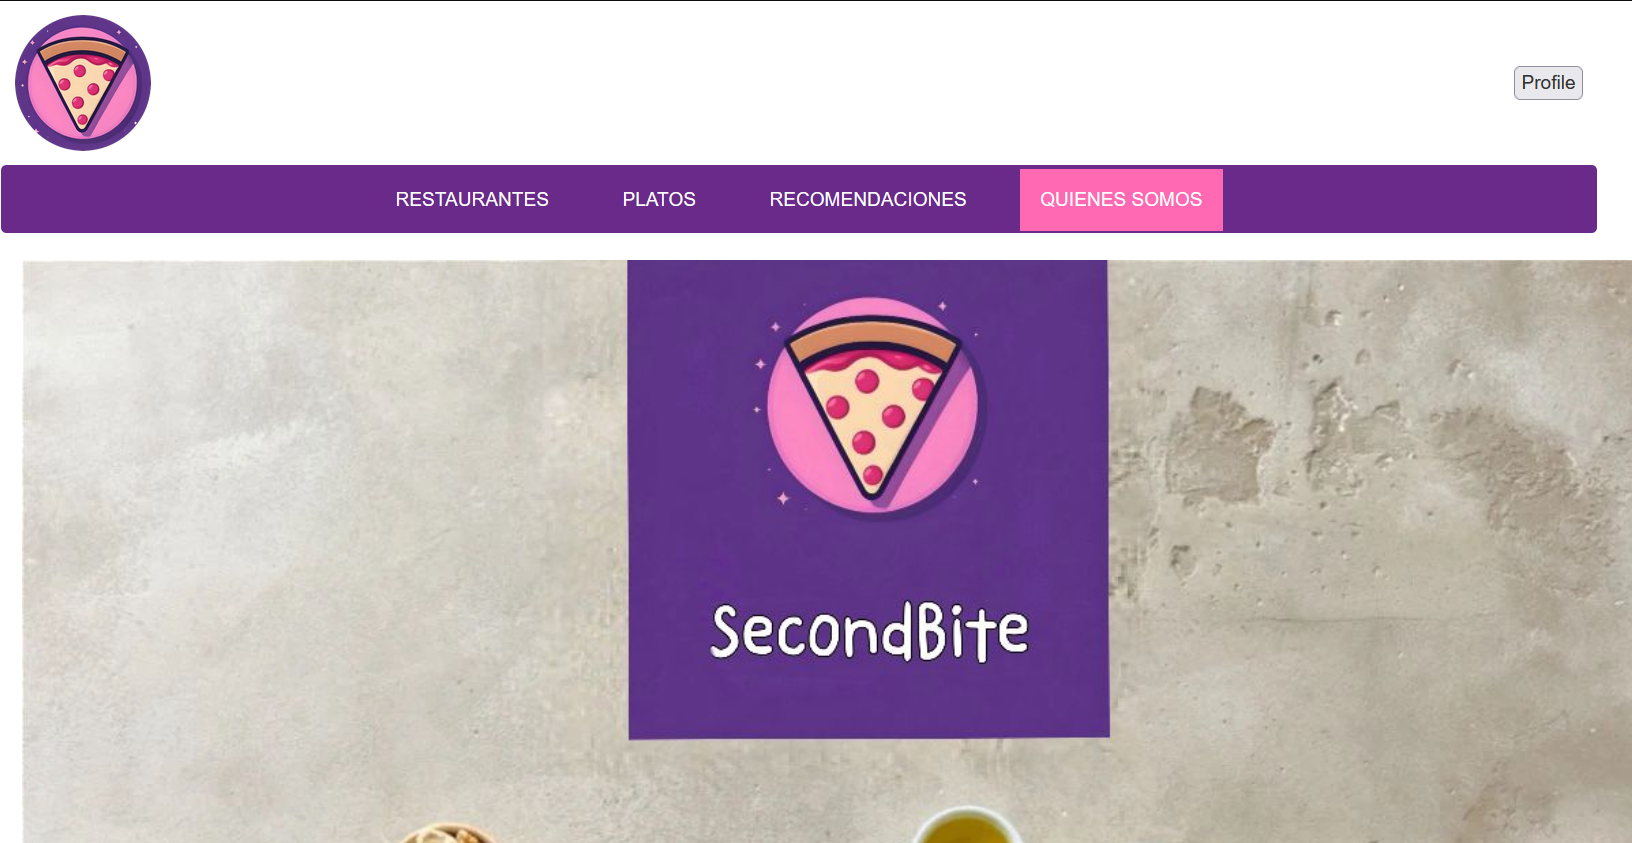 Profile
RESTAURANTES PLATOS RECOMENDACIONES QUIENES SOMOS
SecondBite